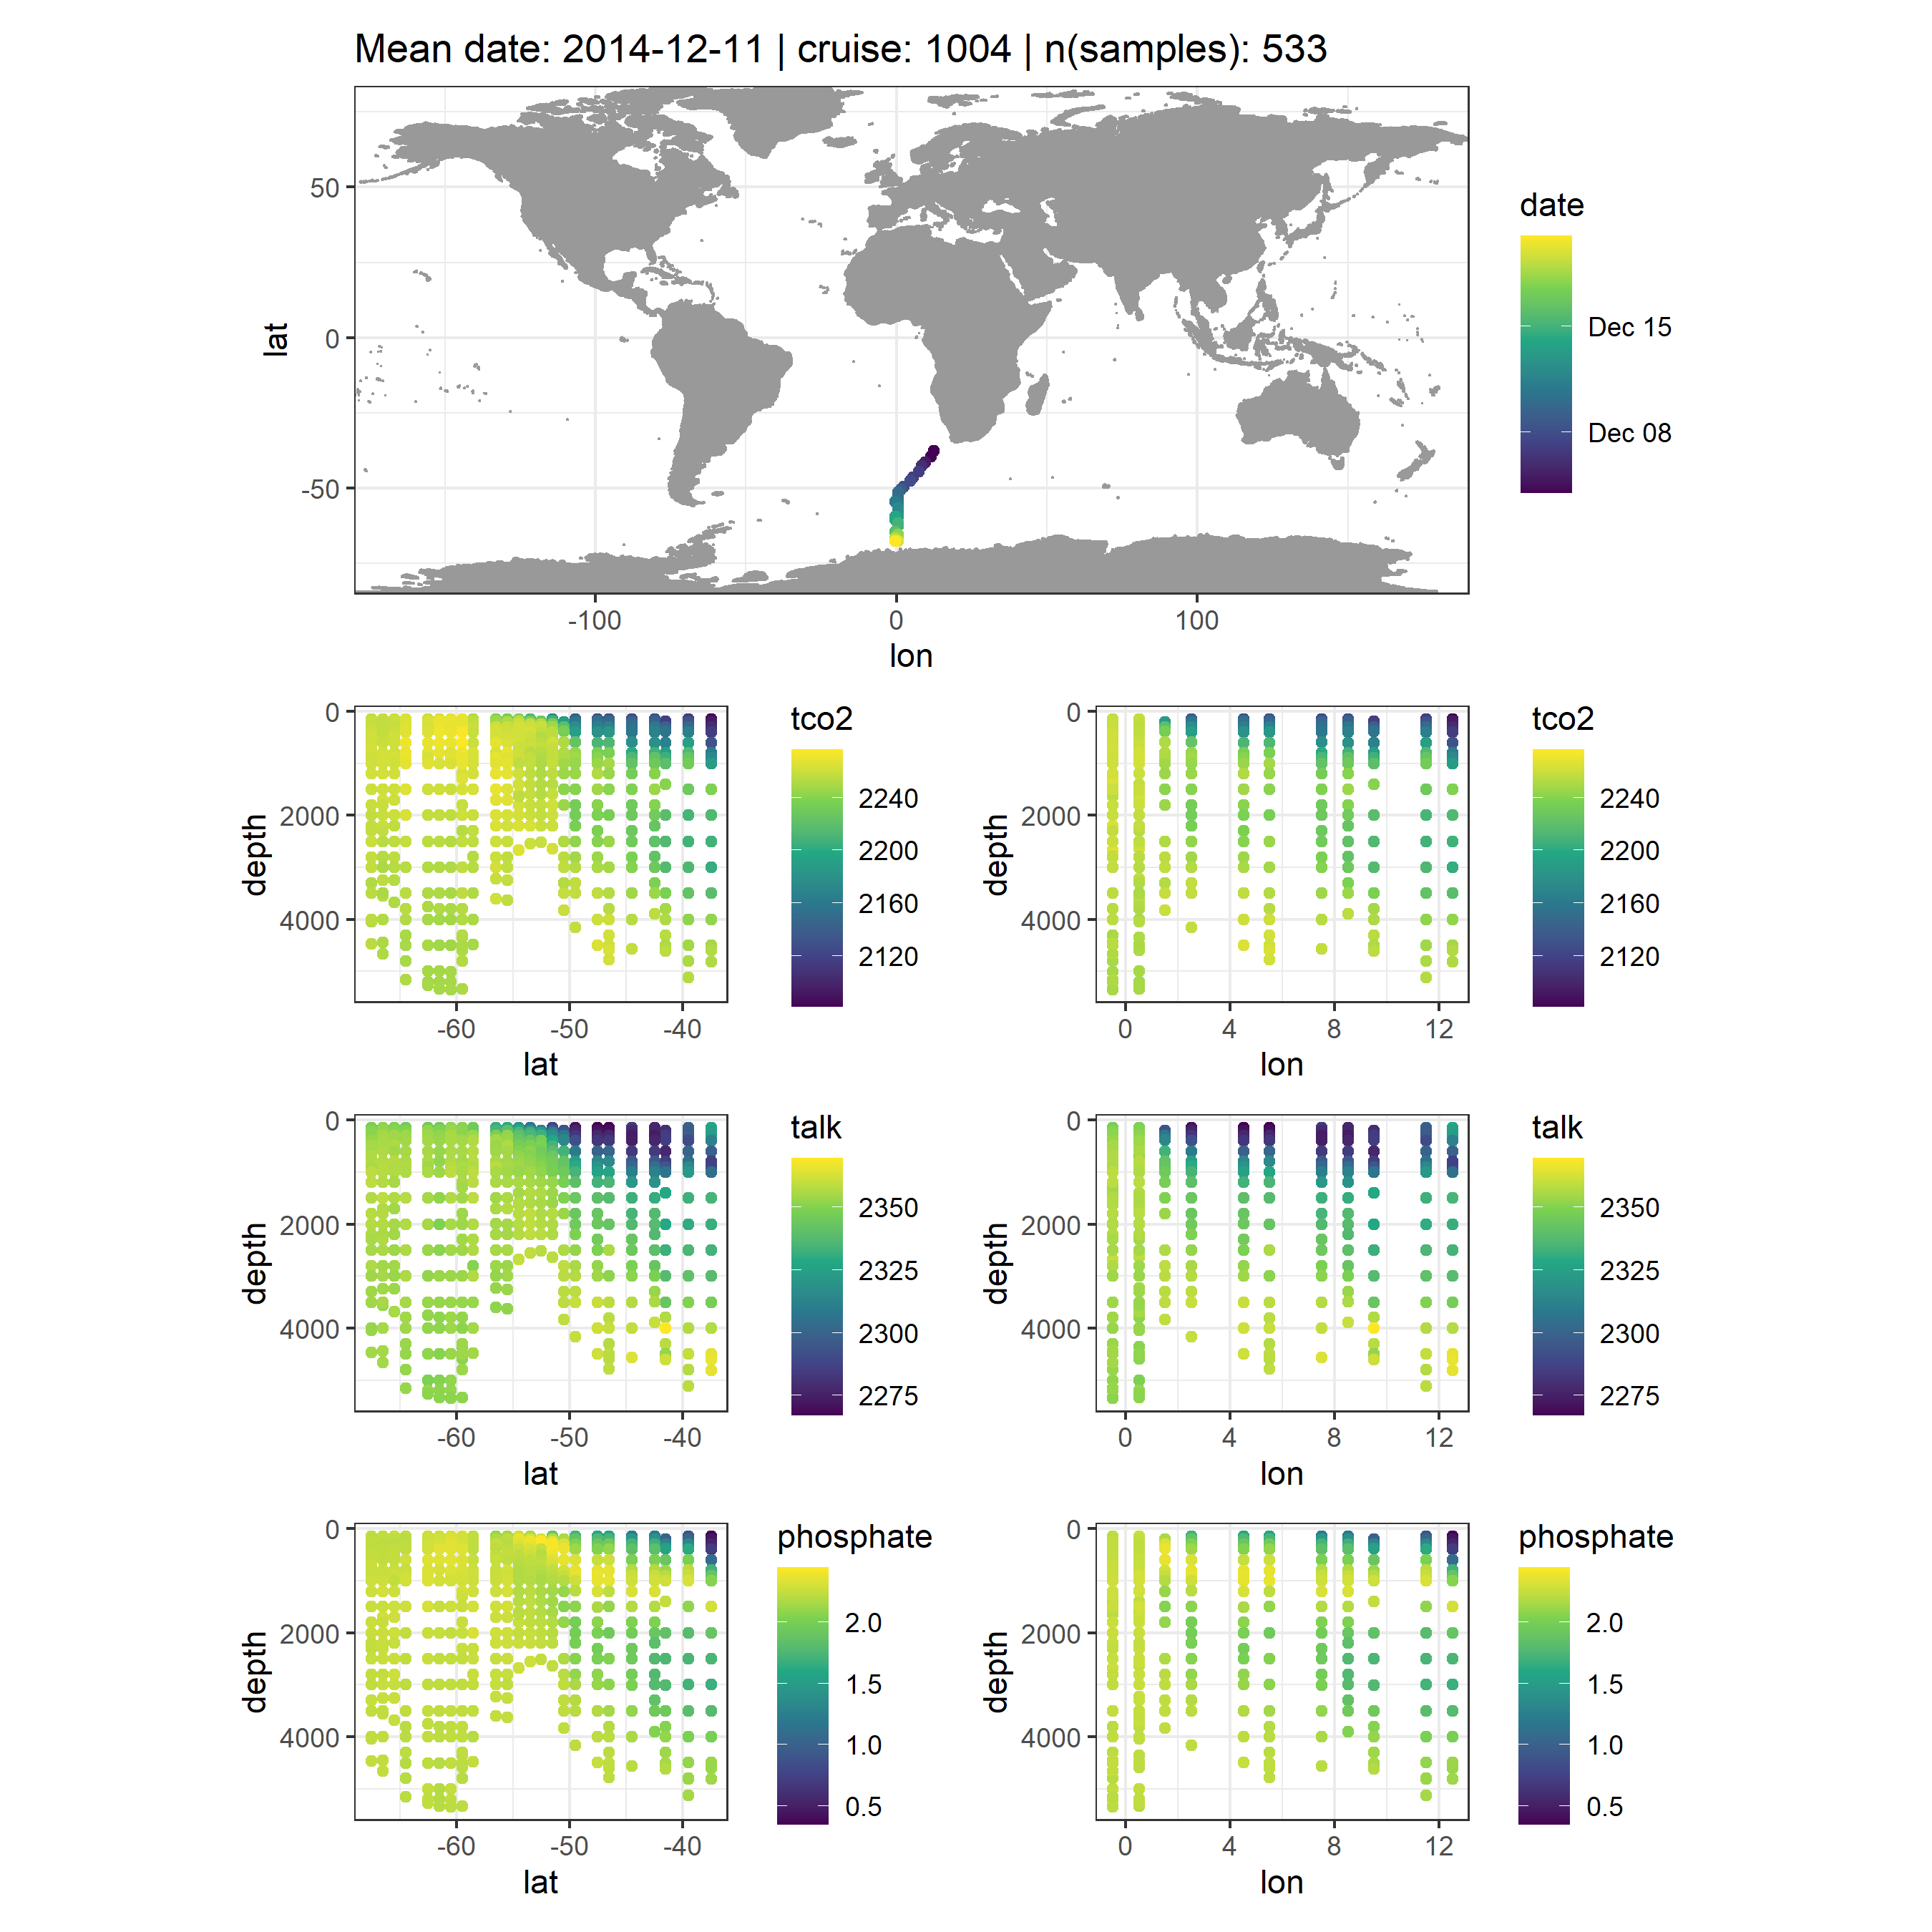 Mean date: 2014-12-11 | cruise: 1004 | n(samples): 533
50
0
-50
lat
-100
0
100
lon
date
Dec 15
Dec 08
0
2000
4000
depth
-60
-50
-40
lat
tco2
2240
2200
2160
2120
0
2000
4000
depth
0
4
8
12
lon
tco2
2240
2200
2160
2120
0
2000
4000
depth
-60
-50
-40
lat
talk
2350
2325
2300
2275
0
2000
4000
depth
0
4
8
12
lon
talk
2350
2325
2300
2275
0
2000
4000
depth
-60
-50
-40
lat
phosphate
2.0
1.5
1.0
0.5
0
2000
4000
depth
0
4
8
12
lon
phosphate
2.0
1.5
1.0
0.5